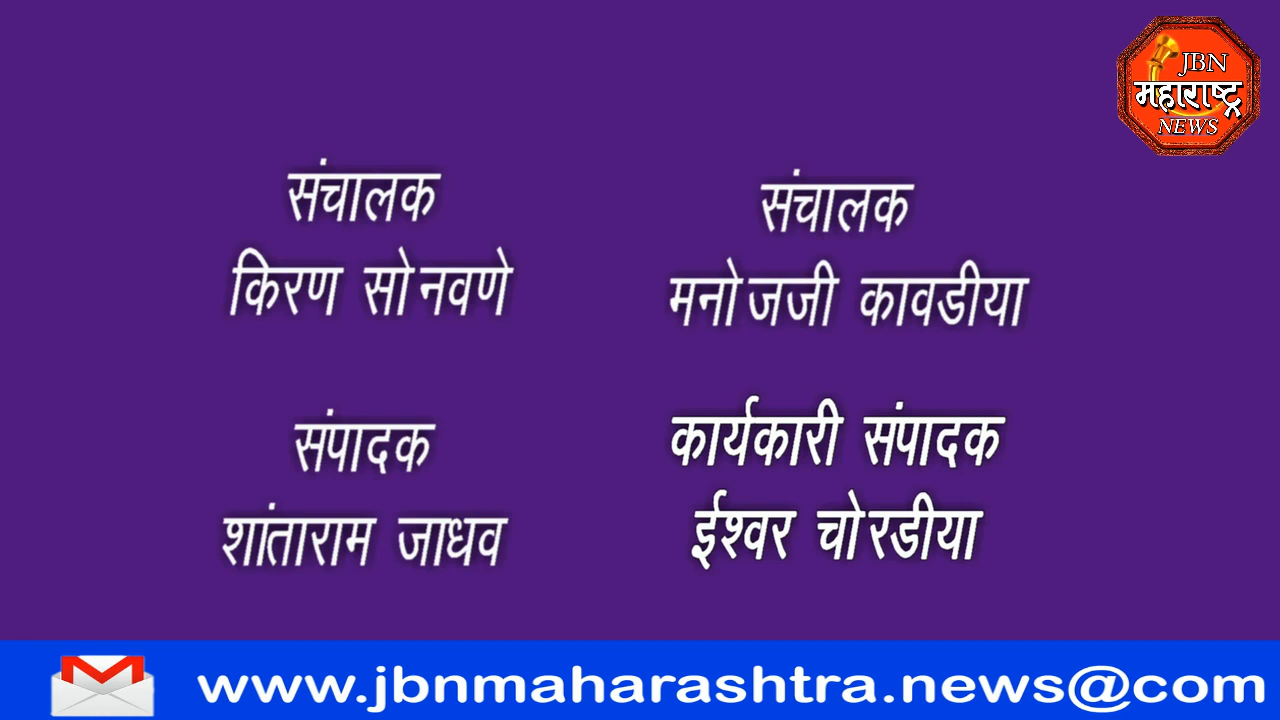 JBN
महाराष्ट्र
NEWS
संचालक
किरण सोनवणे
संचालक
मनोजजी कावडीया
संपादक
शांताराम जाधव
कार्यकारी संपादक
ईश्वर चोरडीया
www.jbnmaharashtra.news@com